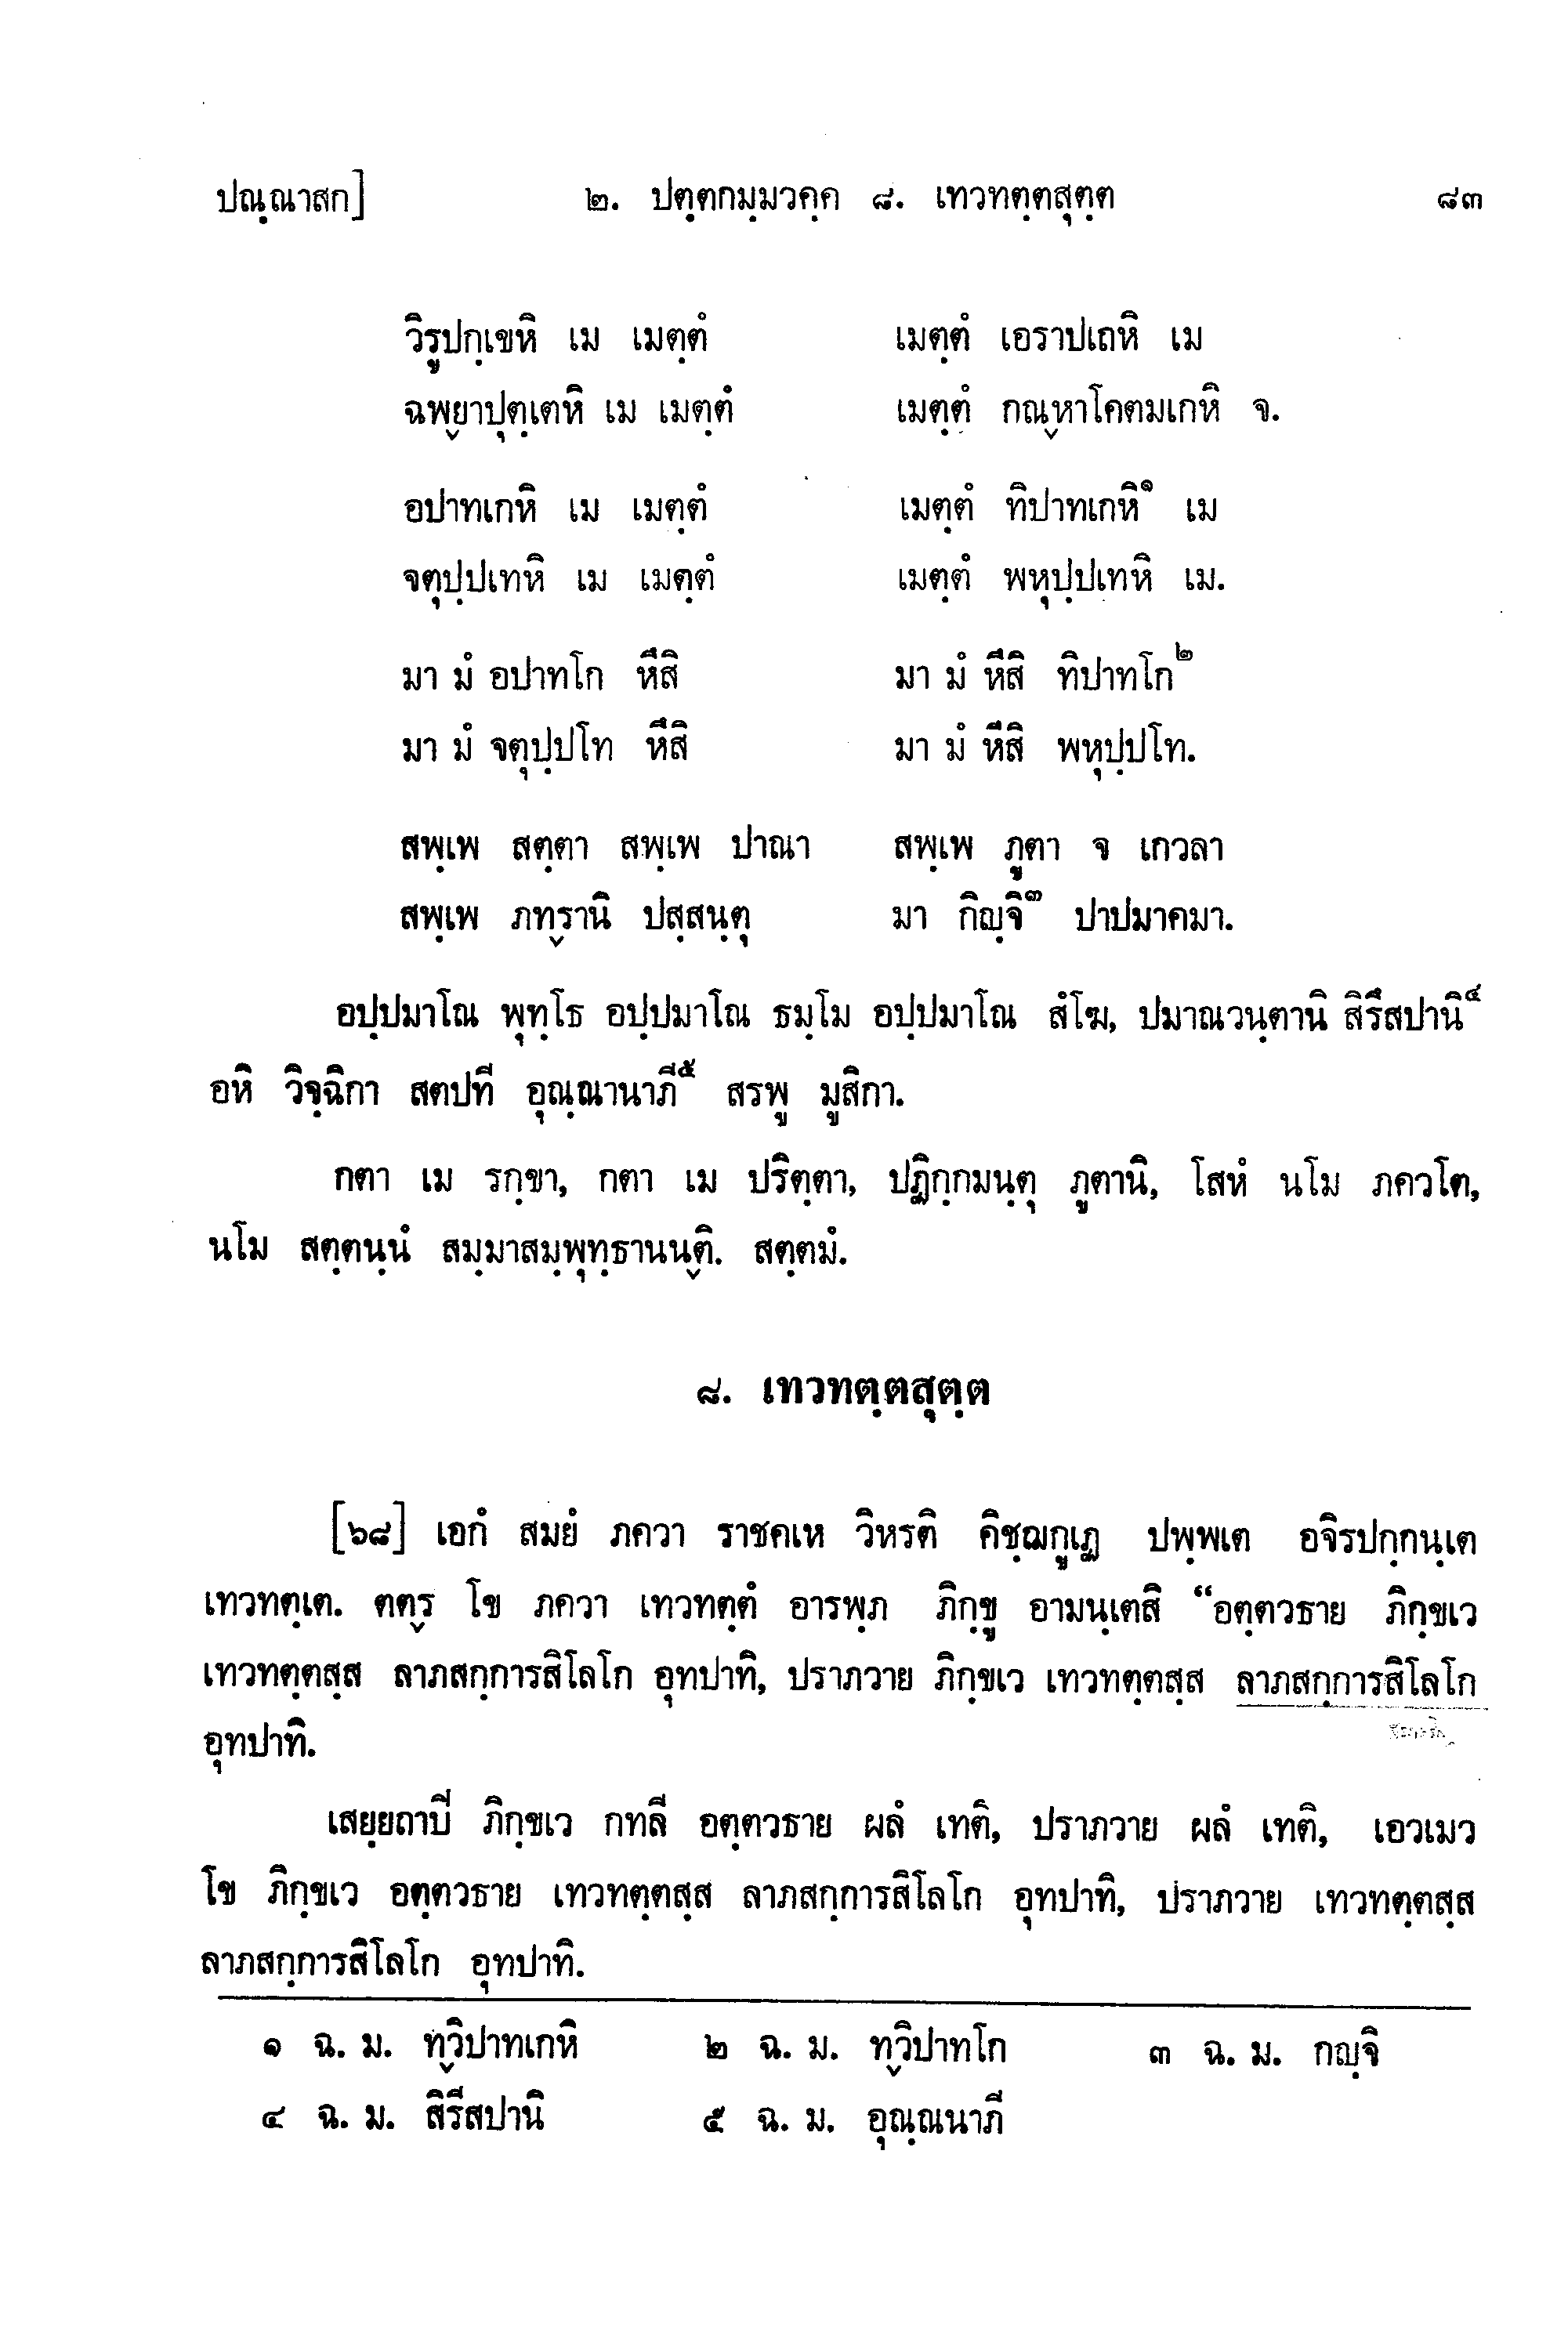 ปณฺณาสก] ๒. ปตฺตกมฺมวคฺค ๘. เทวทตฺตสุตฺต ๘๓
วิรูปกฺเขหิ เม เมตฺตํ เมตฺตํ เอราปเถหิ เม
ฉพฺยาปุตฺเตหิ เม เมตฺตํ เมตฺตํ กณฺหาโคตมเกหิ จ.
อปาทเกหิ เม เมตฺตํ เมตฺตํ ทิปาทเกหิ๑ เม
จตุปฺปเทหิ เม เมตฺตํ เมตฺตํ พหุปฺปเทหิ เม.
มา มํ อปาทโก หึสิ มา มํ หึสิ ทิปาทโก๒
มา มํ จตุปฺปโท หึสิ มา มํ หึสิ พหุปฺปโท.
สพฺเพ สตฺตา สพฺเพ ปาณา สพฺเพ ภูตา จ เกวลา
สพฺเพ ภทฺรานิ ปสฺสนฺตุ มา กิญฺจิ๓ ปาปมาคมา.
อปฺปมาโณ พุทฺโธ อปฺปมาโณ ธมฺโม อปฺปมาโณ สํโฆ, ปมาณวนฺตานิ สิรึสปานิ๔
อหิ วิจฺฉิกา สตปที อุณฺณานาภี๕ สรพู มูสิกา.
กตา เม รกฺขา, กตา เม ปริตฺตา, ปฏิกฺกมนฺตุ ภูตานิ, โสหํ นโม ภควโต,
นโม สตฺตนฺนํ สมฺมาสมฺพุทฺธานนฺติ. สตฺตมํ.
๘. เทวทตฺตสุตฺต
[๖๘] เอกํ สมยํ ภควา ราชคเห วิหรติ คิชฺฌกูเฏ ปพฺพเต อจิรปกฺกนฺเต
เทวทตฺเต. ตตฺร โข ภควา เทวทตฺตํ อารพฺภ ภิกฺขู อามนฺเตสิ “อตฺตวธาย ภิกฺขเว
เทวทตฺตสฺส ลาภสกฺการสิโลโก อุทปาทิ, ปราภวาย ภิกฺขเว เทวทตฺตสฺส ลาภสกฺการสิโลโก
อุทปาทิ.
เสยฺยถาปิ ภิกฺขเว กทลี อตฺตวธาย ผลํ เทติ, ปราภวาย ผลํ เทติ, เอวเมว
โข ภิกฺขเว อตฺตวธาย เทวทตฺตสฺส ลาภสกฺการสิโลโก อุทปาทิ, ปราภวาย เทวทตฺตสฺส
ลาภสกฺการสิโลโก อุทปาทิ.
๑ ฉ. ม. ทฺวิปาทเกหิ ๒ ฉ. ม. ทฺวิปาทโก ๓ ฉ. ม. กญฺจิ
๔ ฉ. ม. สิรีสปานิ ๕ ฉ. ม. อุณฺณนาภี